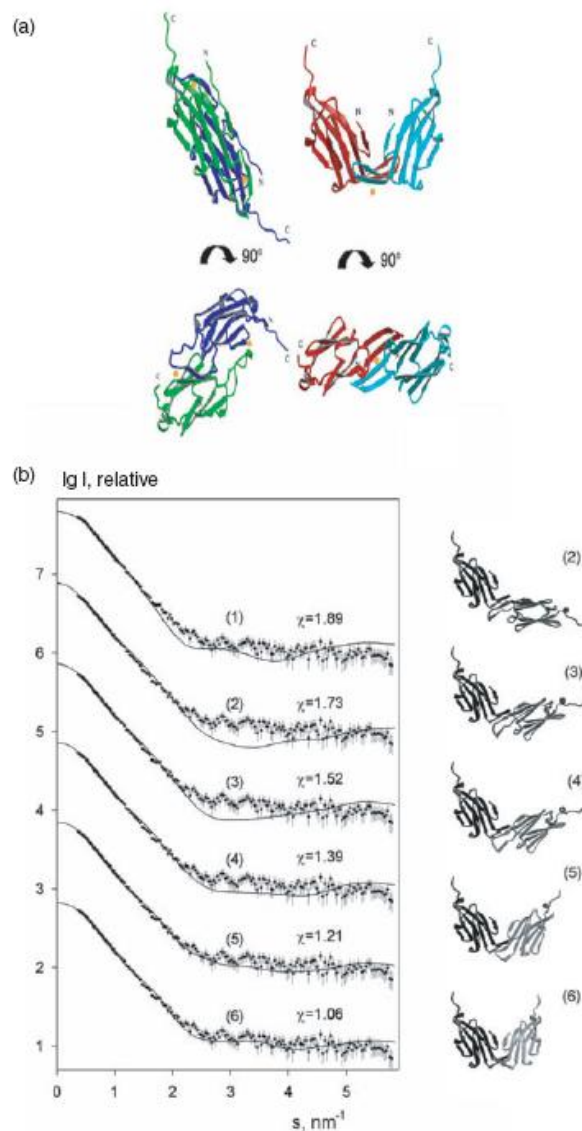 (a)
C
N
N
C
C
N
N
C
90°
90°
N
C
C
C
C
(b)
lg I, relative
7
6
5
4
3
2
1
(1)
χ=1.89
(2)
χ=1.73
(3)
χ=1.52
(4)
χ=1.39
(5)
χ=1.21
(6)
χ=1.06
0
1
2
3
4
5
s, nm⁻¹
(2)
(3)
(4)
(5)
(6)